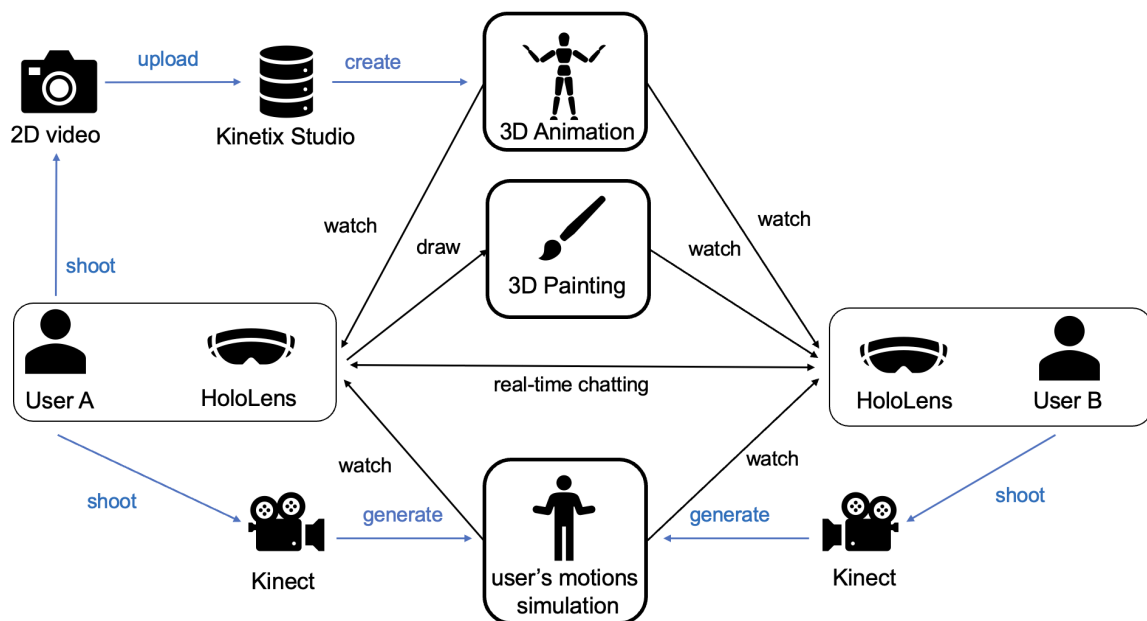 upload
create
2D video
Kinetix Studio
3D Animation
watch
draw
watch
watch
shoot
3D Painting
real-time chatting
User A
HoloLens
HoloLens
User B
watch
watch
shoot
shoot
generate
generate
Kinect
user's motions
simulation
Kinect